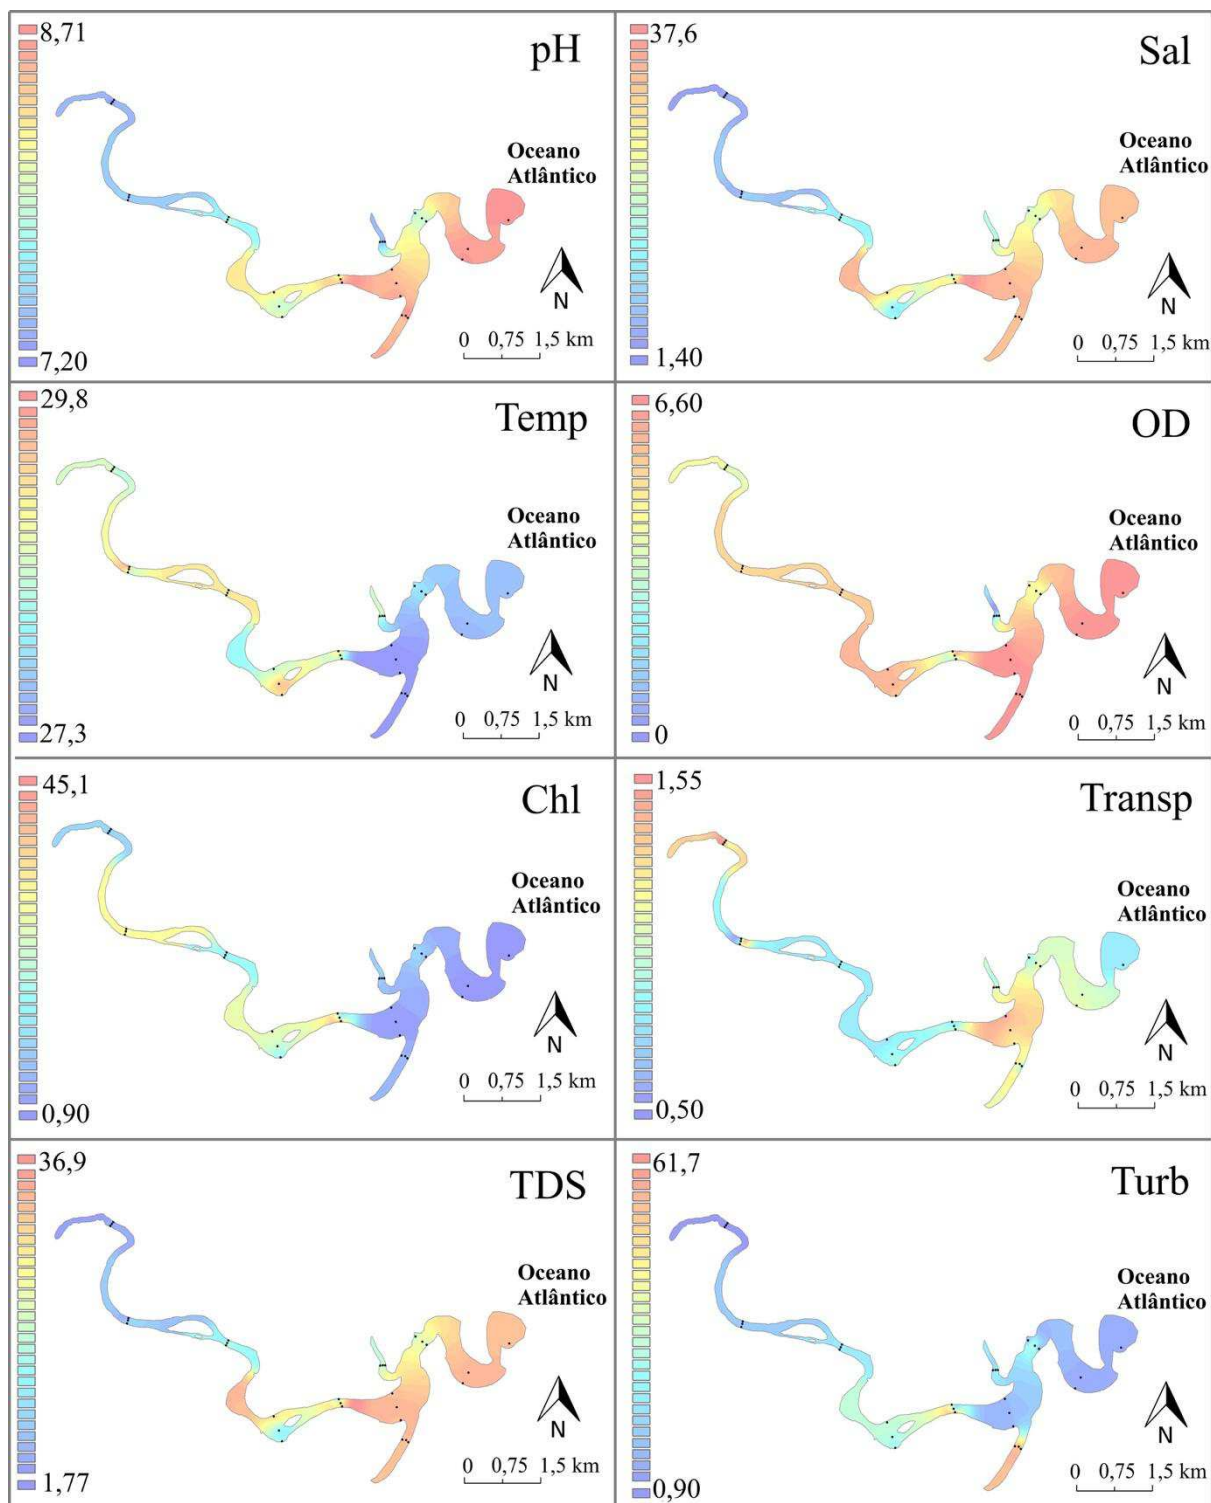 8,71
pH
Oceano
Atlântico
N
0 0,75 1,5 km
7,20
37,6
Sal
Oceano
Atlântico
N
0 0,75 1,5 km
1,40
29,8
Temp
Oceano
Atlântico
N
0 0,75 1,5 km
27,3
6,60
OD
Oceano
Atlântico
N
0 0,75 1,5 km
0
45,1
Chl
Oceano
Atlântico
N
0 0,75 1,5 km
0,90
1,55
Transp
Oceano
Atlântico
N
0 0,75 1,5 km
0,50
36,9
TDS
Oceano
Atlântico
N
0 0,75 1,5 km
1,77
61,7
Turb
Oceano
Atlântico
N
0 0,75 1,5 km
0,90